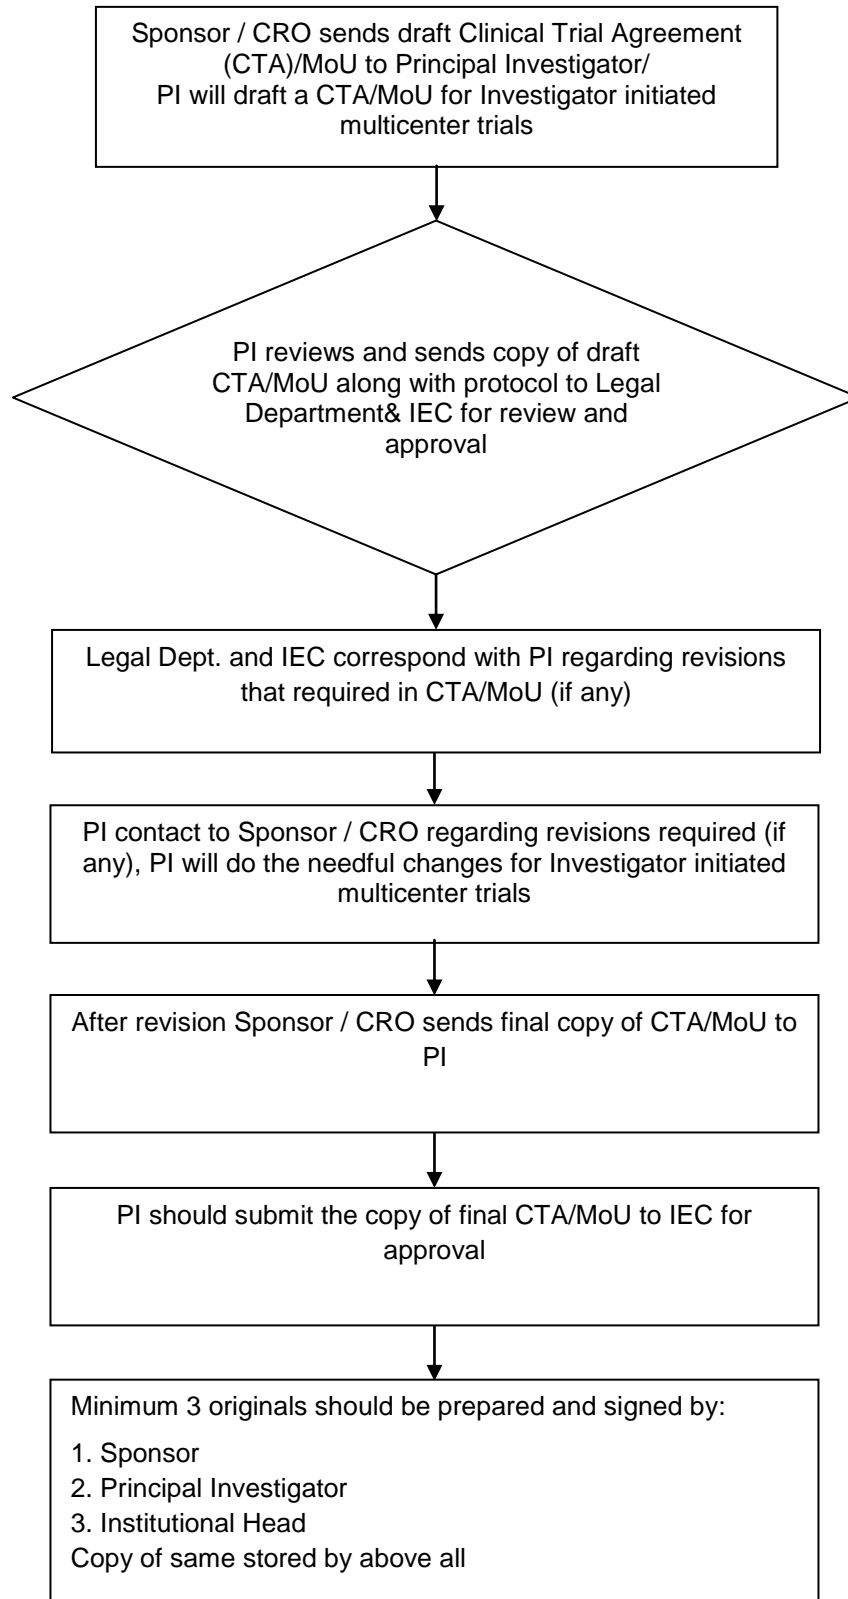 Sponsor / CRO sends draft Clinical Trial Agreement
(CTA)/MoU to Principal Investigator/
PI will draft a CTA/MoU for Investigator initiated
multicenter trials
PI reviews and sends copy of draft
CTA/MoU along with protocol to Legal
Department& IEC for review and
approval
Legal Dept. and IEC correspond with PI regarding revisions
that required in CTA/MoU (if any)
PI contact to Sponsor / CRO regarding revisions required (if
any), PI will do the needful changes for Investigator initiated
multicenter trials
After revision Sponsor / CRO sends final copy of CTA/MoU to
PI
PI should submit the copy of final CTA/MoU to IEC for
approval
Minimum 3 originals should be prepared and signed by:
1. Sponsor
2. Principal Investigator
3. Institutional Head
Copy of same stored by above all